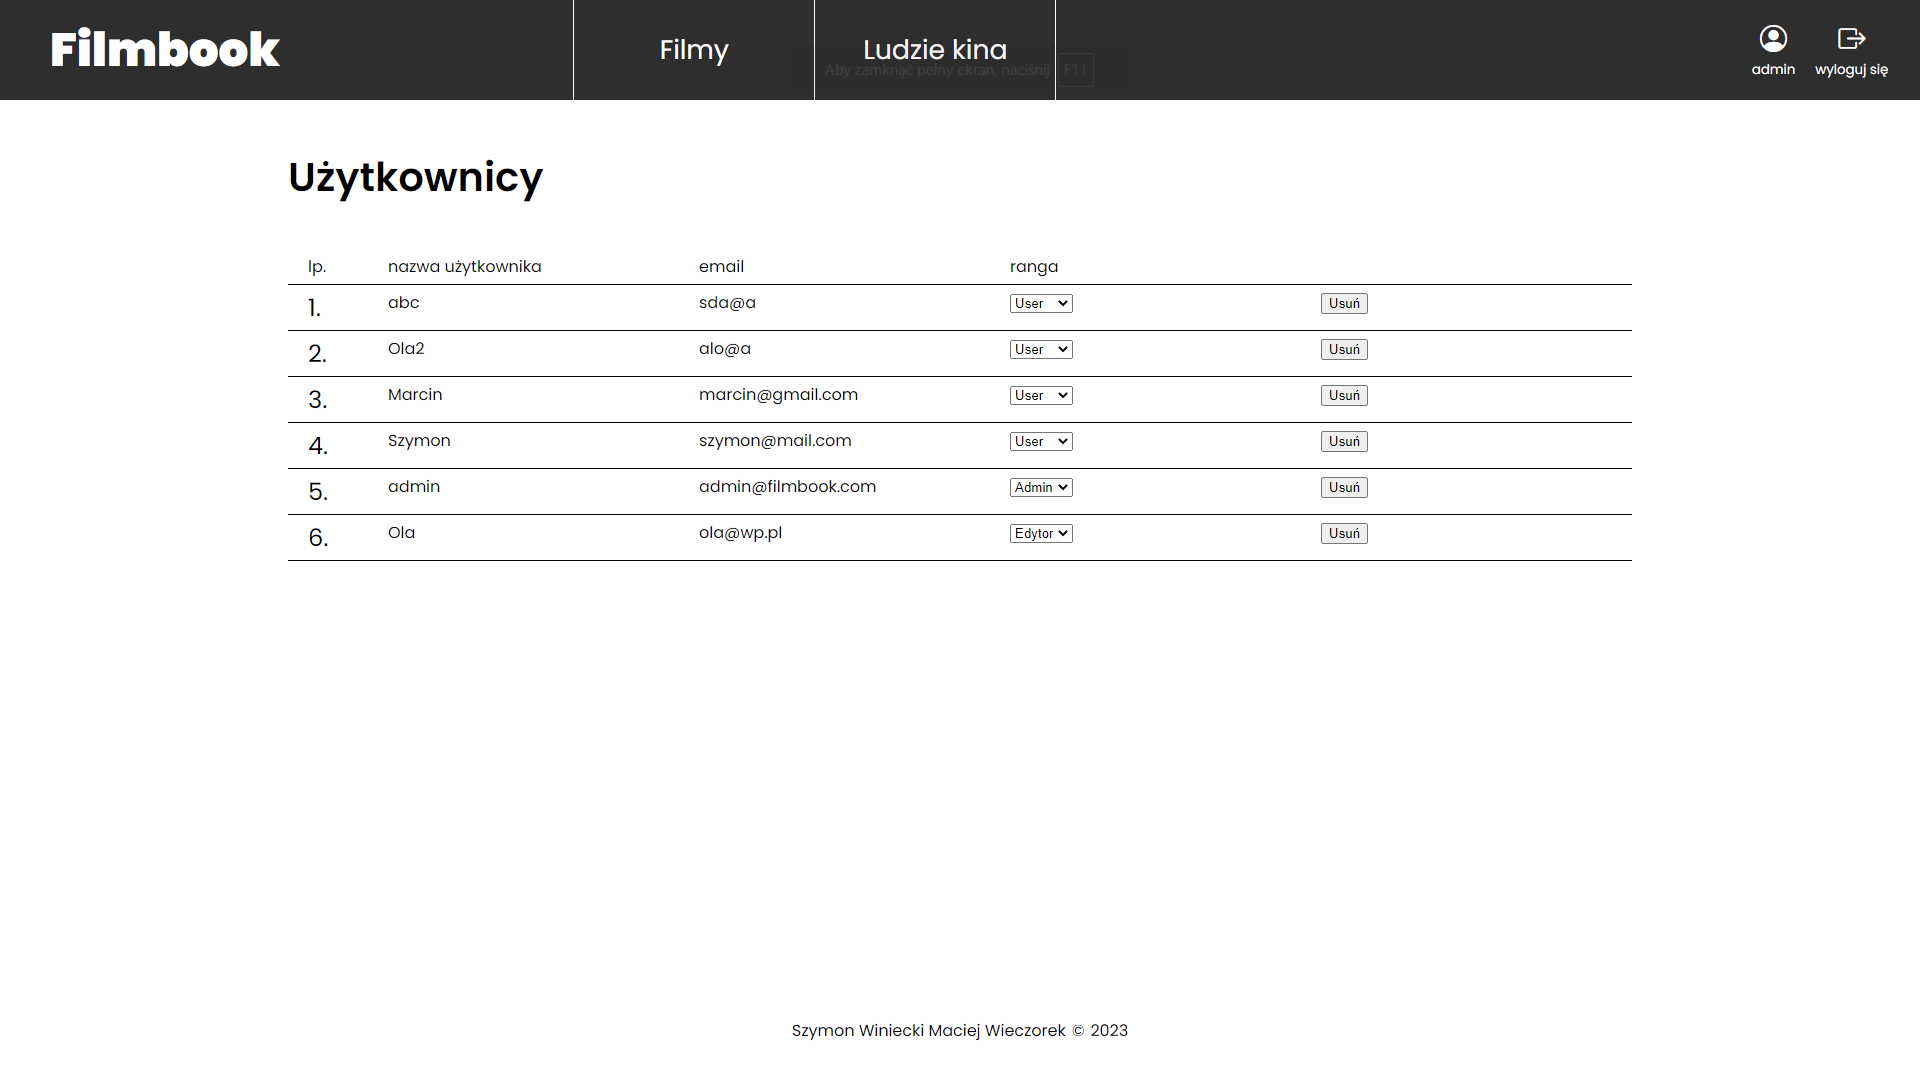 Filmbook
Filmy
Ludzie kina
Aby zamknąć pełny ekran, naciśnij F11
admin
wyloguj się
Użytkownicy
lp. nazwa użytkownika email ranga
1. abc sda@a User Usuń
2. Ola2 alo@a User Usuń
3. Marcin marcin@gmail.com User Usuń
4. Szymon szymon@mail.com User Usuń
5. admin admin@filmbook.com Admin Usuń
6. Ola ola@wp.pl Edytor Usuń
Szymon Winiecki Maciej Wieczorek © 2023